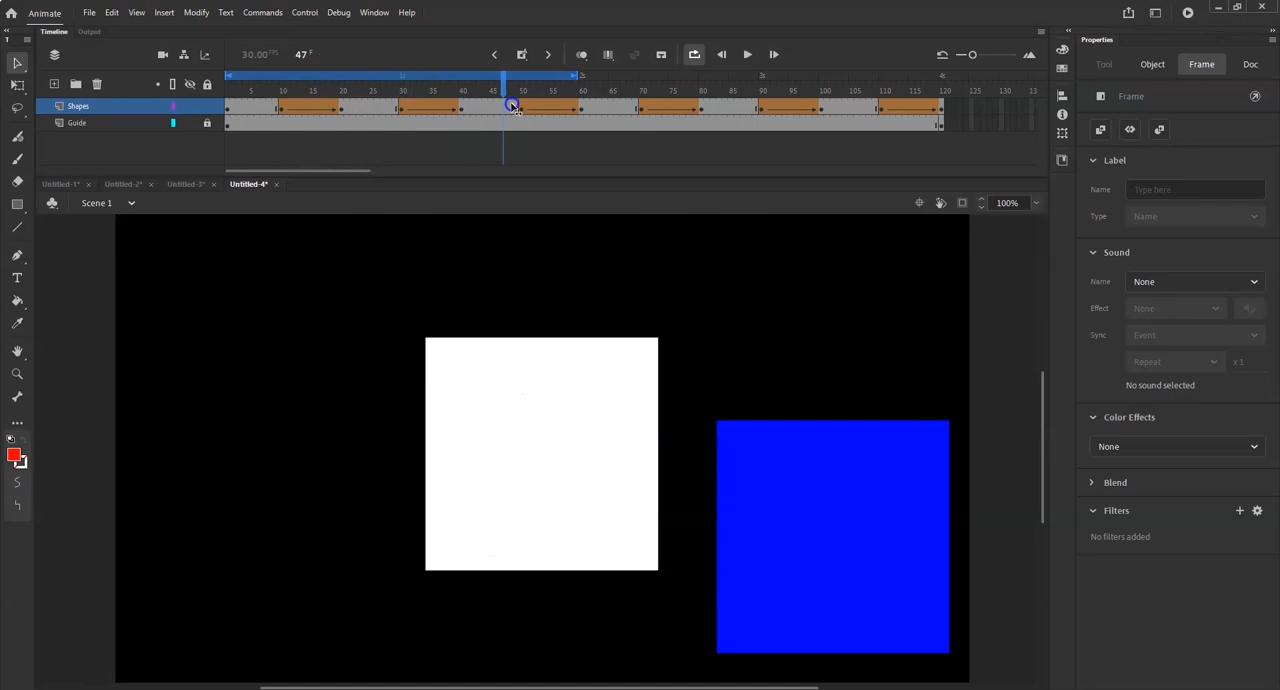 Animate File Edit View Insert Modify Text Commands Control Debug Window Help
Timeline Output
Properties
30.00 FPS 47 F
Tool Object Frame Doc
1s 2s 3s 4s
5 10 15 20 25 30 35 40 45 50 55 60 65 70 75 80 85 90 95 100 105 110 115 120 125 130 13
Frame
Shapes
Guide
Label
Name Type here
Type Name
Untitled-1* × Untitled-2* × Untitled-3* × Untitled-4* ×
Scene 1
100%
Sound
Name None
Effect None
Sync Event
Repeat x 1
No sound selected
Color Effects
None
Blend
Filters
No filters added